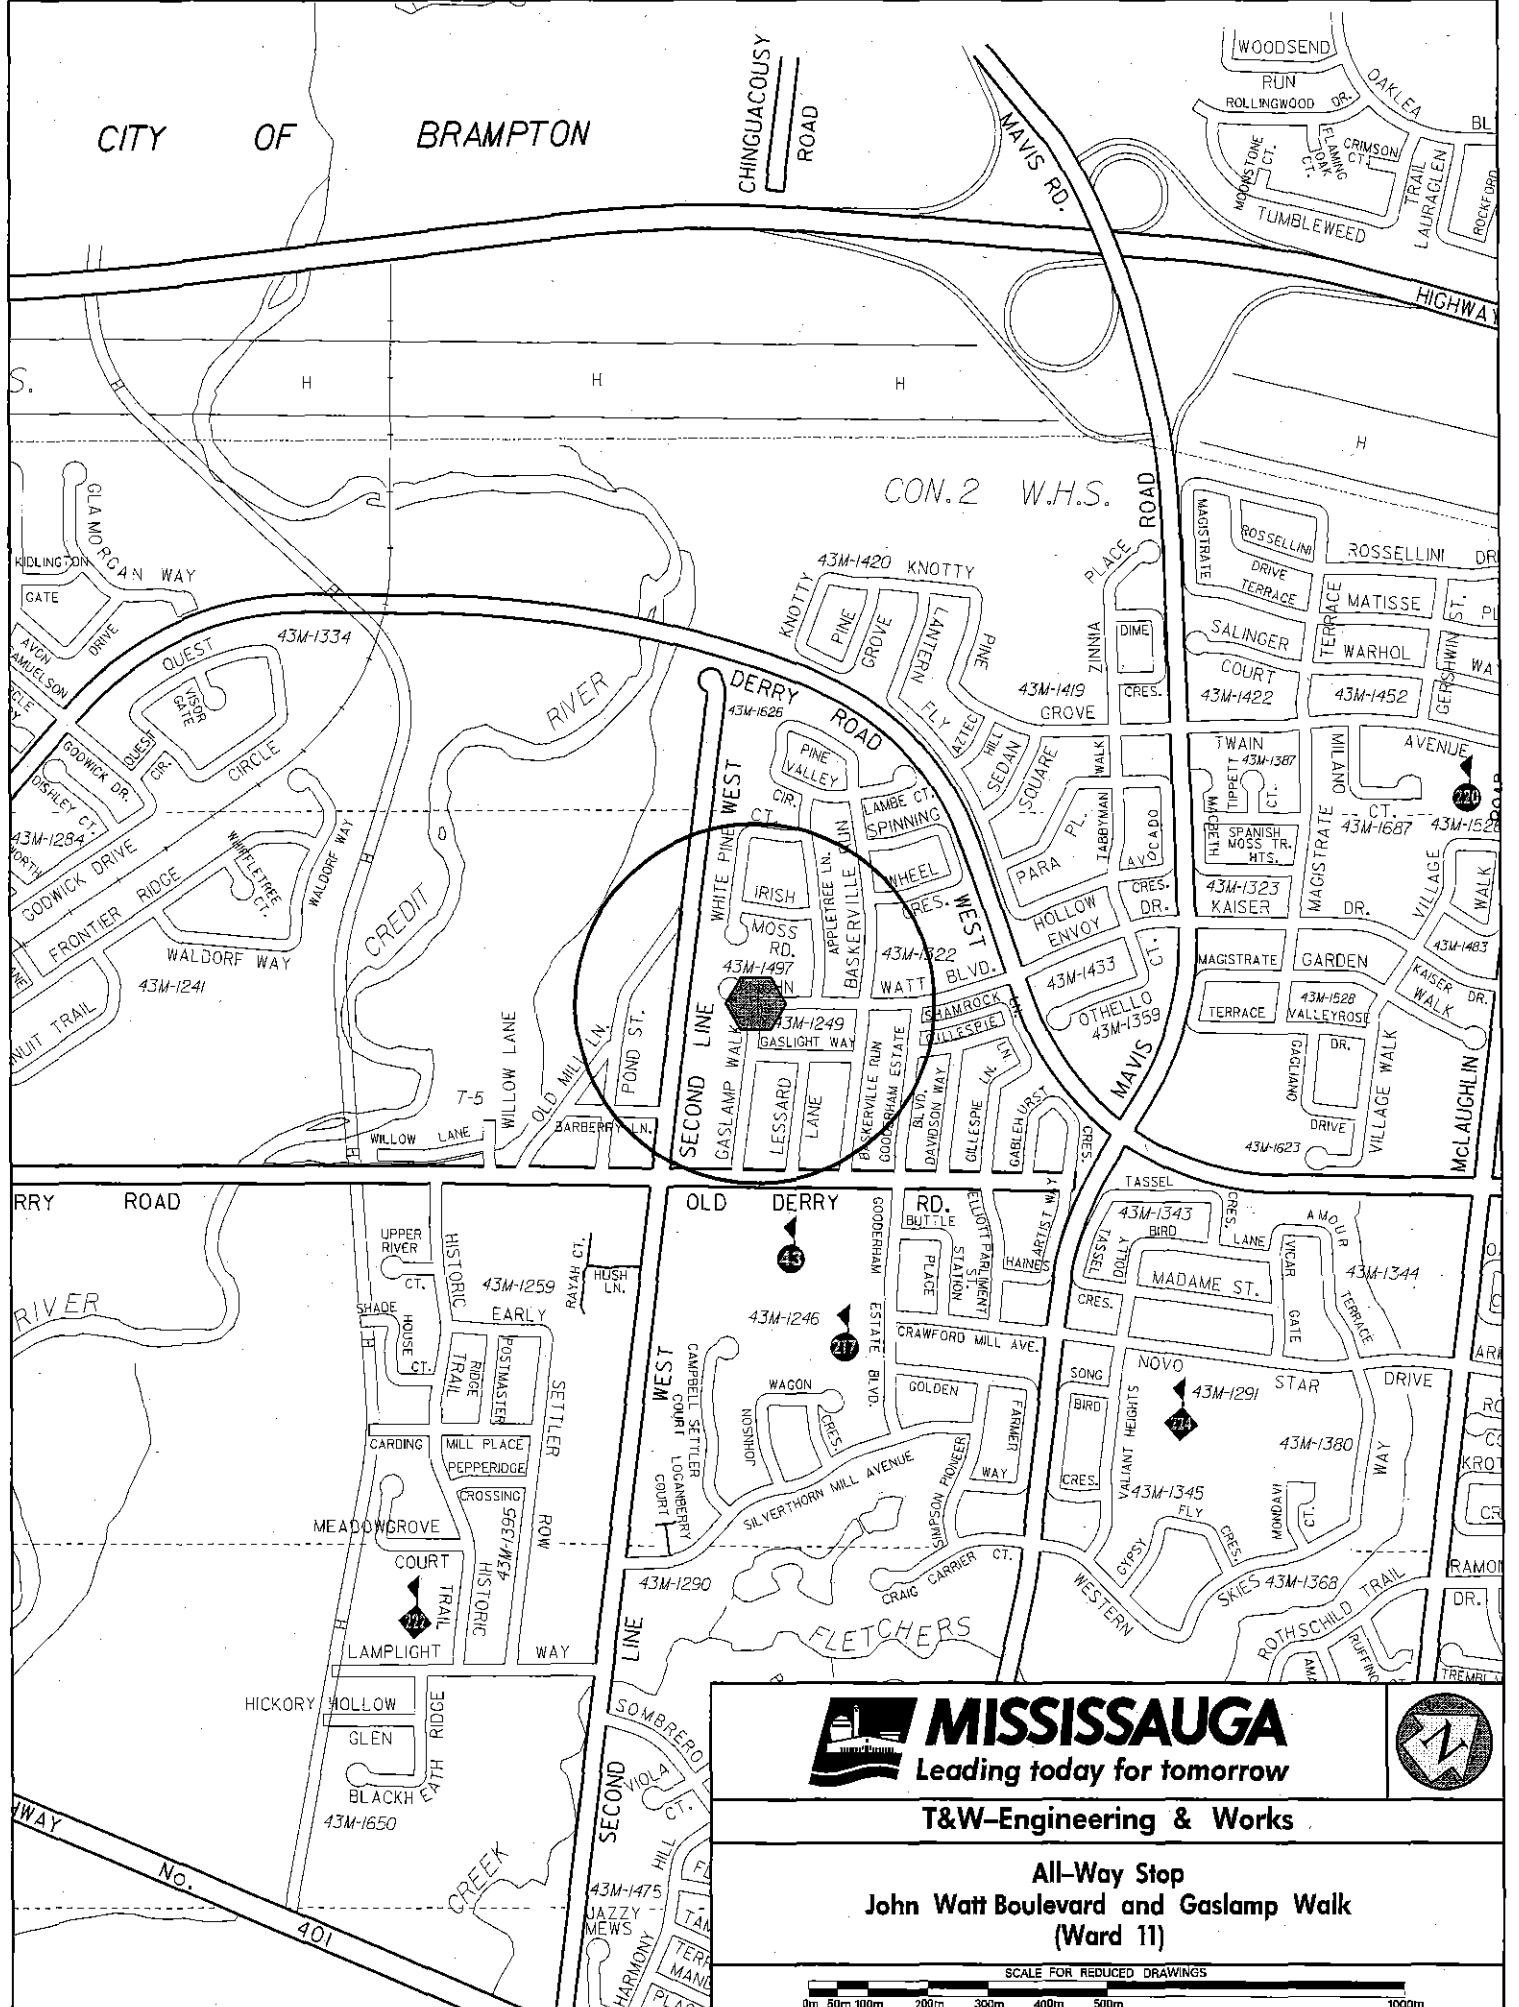 CITY OF BRAMPTON
CHINGUACOUSY
ROAD
MAVIS RD.
WOODSEND
RUN
ROLLINGWOOD DR.
OAKLEA
BL
MOONSTONE
CT.
FLAMING
OAK
CT.
CRIMSON
CT.
TRAIL
LAURAGLEN
ROCKFORD
TUMBLEWEED
HIGHWAY
S.
H
H
H
H
CON.2 W.H.S.
ROAD
GLAMORGAN WAY
KIDLINGTON
GATE
AVON
DRIVE
SAMUELSON
CIRCLE
QUEST
43M-1334
VISOR
GATE
QUEST
CIR.
CIRCLE
GODWICK DR.
DISHLEY CT.
43M-1284
GODWICK DRIVE
FRONTIER RIDGE
WHIFFLETREE
CT.
WALDORF WAY
WALDORF WAY
43M-1241
NUIT TRAIL
CREDIT
RIVER
43M-1420
KNOTTY
KNOTTY
PINE
GROVE
LANTERN
FLY
PINE
PLACE
ZINNIA
DIME
43M-1419
GROVE
CRES.
AZTEC
HILL
SEDAN
SQUARE
WALK
TABBYMAN
PARA
PL.
AVOCADO
CRES.
DR.
HOLLOW
ENVOY
43M-1433
CT.
OTHELLO
43M-1359
MAGISTRATE
ROSSELLINI
ROSSELLINI DR
DRIVE
TERRACE
TERRACE
MATISSE
GERSHWIN ST.
PL
SALINGER
COURT
WARHOL
WA
43M-1422
43M-1452
TWAIN
43M-1387
TIPPETT
CT.
MILANO
CT.
AVENUE
220
ROAD
MACBETH
SPANISH
MOSS TR.
HTS.
MAGISTRATE
43M-1687
43M-1528
VILLAGE
WALK
43M-1323
KAISER
DR.
43M-1483
KAISER
DR.
WALK
MAGISTRATE
GARDEN
TERRACE
43M-1528
VALLEYROSE
DR.
GAGLIANO
DRIVE
VILLAGE WALK
43M-1623
McLAUGHLIN
DERRY
ROAD
WEST
43M-1626
PINE
VALLEY
CIR.
CT.
LAMBE CT.
SPINNING
WHEEL
CRES.
WHITE PINE
WEST
IRISH
MOSS
RD.
APPLETREE LN.
BASKERVILLE RUN
43M-1497
43M-1322
WATT BLVD.
SHAMROCK
LN.
GILLESPIE
43M-1249
GASLIGHT WAY
SECOND LINE
GASLAMP WALK
LESSARD
LANE
BASKERVILLE RUN
GOODERHAM ESTATE
BLVD.
DAVIDSON WAY
GILLESPIE LN.
LN.
GABLEHURST
CRES.
MAVIS
T-5
WILLOW LANE
WILLOW LANE
OLD MILL LN.
POND ST.
BARBERRY LN.
RRY ROAD
OLD DERRY RD.
43
43M-1246
217
GOODERHAM
ESTATE
BLVD.
BUTTLE
PLACE
STATION
ST.
ELLIOTT PARLIMENT
HAINES
ARTIST WAY
CRAWFORD MILL AVE.
GOLDEN
FARMER
WAY
SIMPSON PIONEER
TASSEL
CRES.
43M-1343
BIRD
LANE
TASSEL
DOLLY
CRES.
MADAME ST.
VICAR
GATE
AMOUR
TERRACE
43M-1344
NOVO
STAR
DRIVE
SONG
BIRD
CRES.
VALIANT HEIGHTS
43M-1291
224
43M-1380
WAY
43M-1345
FLY
GYPSY
CRES.
MONDAVI
CT.
SKIES
43M-1368
WESTERN
ROTHSCHILD TRAIL
RUFFINO
RAMO
DR.
UPPER
RIVER
CT.
HISTORIC
43M-1259
RAYAH CT.
HUSH
LN.
EARLY
SHADE
HOUSE
CT.
TRAIL
RIDGE
POSTMASTER
SETTLER
ROW
CARDING
MILL PLACE
PEPPERIDGE
CROSSING
43M-1395
MEADOWGROVE
COURT
TRAIL
HISTORIC
222
LAMPLIGHT
WAY
HICKORY HOLLOW
GLEN
BLACKHEATH RIDGE
43M-1650
RIVER
HWAY
No.
401
CREEK
WEST
CAMPBELL SETTLER
COURT
LOGANBERRY
COURT
WAGON
JOHNSON
CRES.
SILVERTHORN MILL AVENUE
43M-1290
CRAIG CARRIER CT.
FLETCHERS
LINE
SECOND
SOMBRERO
VIOLA
CT.
HILL
43M-1475
JAZZY
MEWS
HARMONY
MISSISSAUGA
Leading today for tomorrow
N
T&W–Engineering & Works
All–Way Stop
John Watt Boulevard and Gaslamp Walk
(Ward 11)
SCALE FOR REDUCED DRAWINGS
0m 50m 100m 200m 300m 400m 500m 1000m